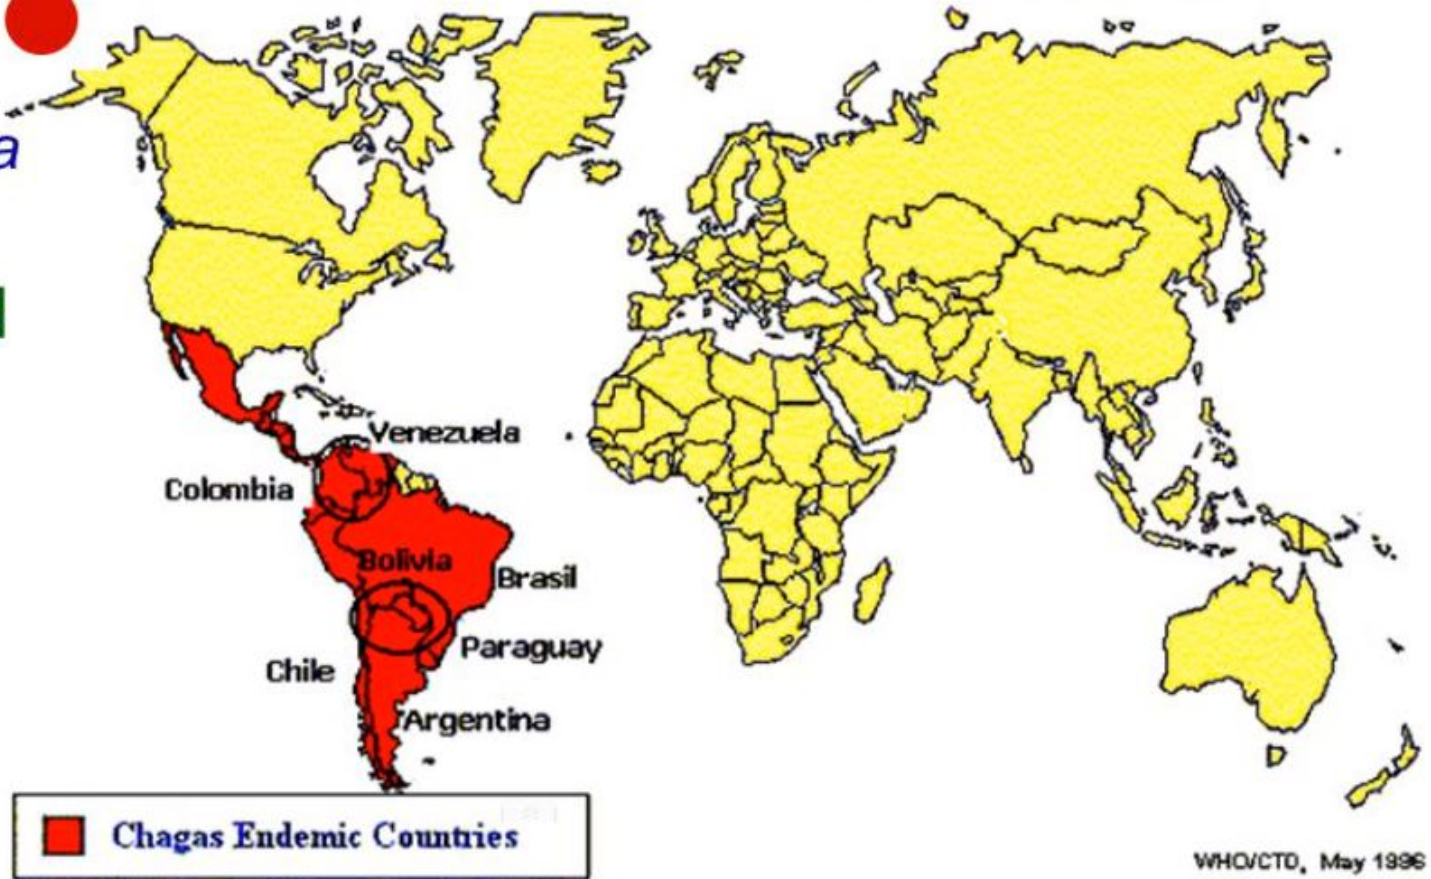 a
Venezuela
Colombia
Bolivia
Brasil
Paraguay
Chile
Argentina
Chagas Endemic Countries
WHO/CTD, May 1996